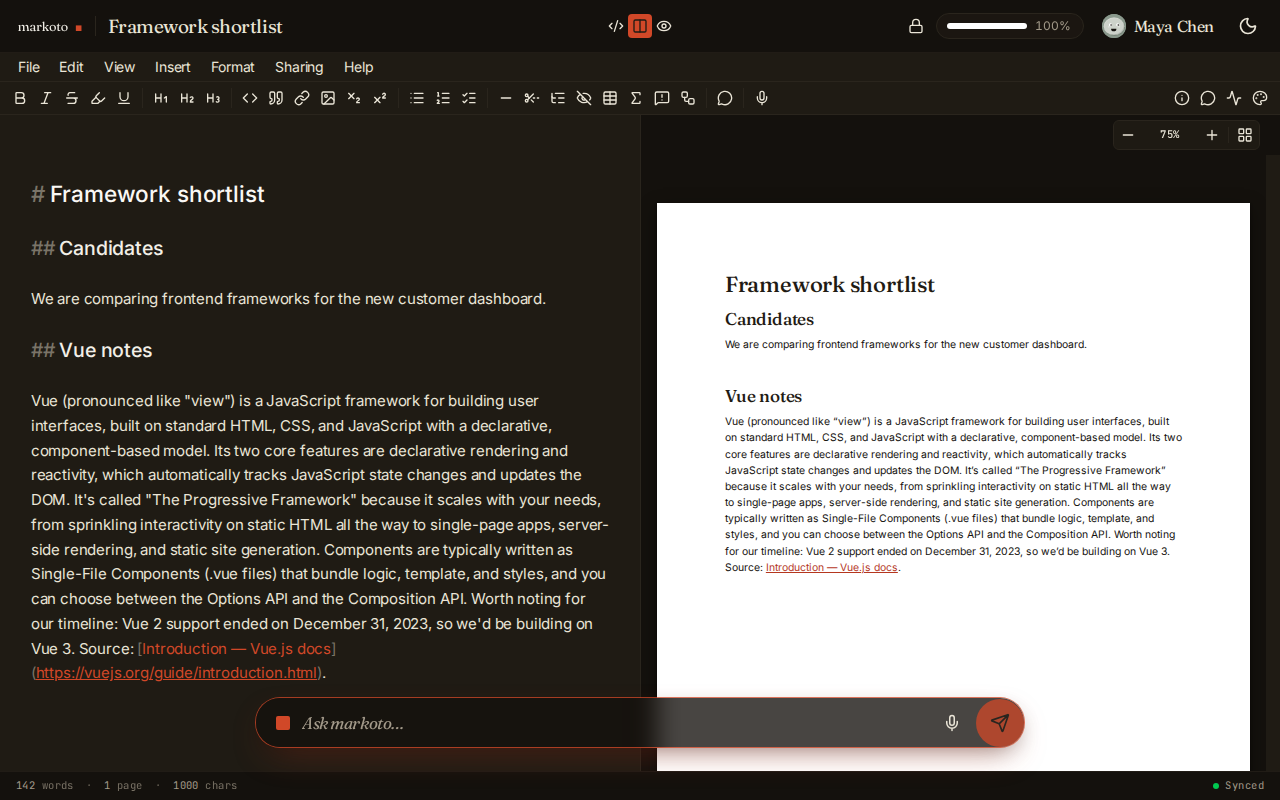 markoto
Framework shortlist
100%
Maya Chen
File Edit View Insert Format Sharing Help
H1 H2 H3
75%
# Framework shortlist
## Candidates
We are comparing frontend frameworks for the new customer dashboard.
## Vue notes
Vue (pronounced like "view") is a JavaScript framework for building user
interfaces, built on standard HTML, CSS, and JavaScript with a declarative,
component-based model. Its two core features are declarative rendering and
reactivity, which automatically tracks JavaScript state changes and updates the
DOM. It's called "The Progressive Framework" because it scales with your needs,
from sprinkling interactivity on static HTML all the way to single-page apps, server-
side rendering, and static site generation. Components are typically written as
Single-File Components (.vue files) that bundle logic, template, and styles, and you
can choose between the Options API and the Composition API. Worth noting for
our timeline: Vue 2 support ended on December 31, 2023, so we'd be building on
Vue 3. Source: [Introduction — Vue.js docs]
(https://vuejs.org/guide/introduction.html).
Framework shortlist
Candidates
We are comparing frontend frameworks for the new customer dashboard.
Vue notes
Vue (pronounced like “view”) is a JavaScript framework for building user interfaces, built
on standard HTML, CSS, and JavaScript with a declarative, component-based model. Its two
core features are declarative rendering and reactivity, which automatically tracks
JavaScript state changes and updates the DOM. It’s called “The Progressive Framework”
because it scales with your needs, from sprinkling interactivity on static HTML all the way
to single-page apps, server-side rendering, and static site generation. Components are
typically written as Single-File Components (.vue files) that bundle logic, template, and
styles, and you can choose between the Options API and the Composition API. Worth noting
for our timeline: Vue 2 support ended on December 31, 2023, so we’d be building on Vue 3.
Source: Introduction — Vue.js docs.
Ask markoto...
142 words · 1 page · 1000 chars
Synced